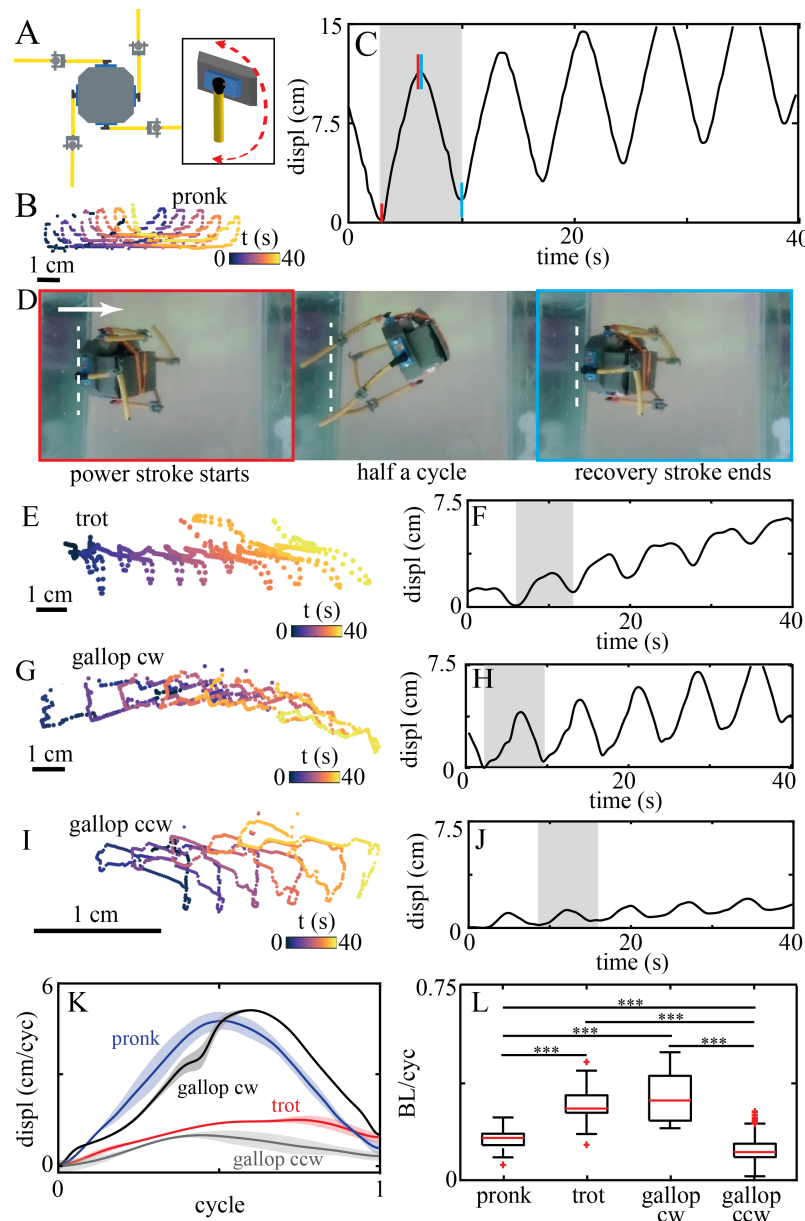 A
B
pronk
t (s)
0
40
1 cm
C
displ (cm)
15
7.5
0
0
20
40
time (s)
D
power stroke starts
half a cycle
recovery stroke ends
E
trot
1 cm
t (s)
0
40
F
displ (cm)
7.5
0
0
20
40
time (s)
G
gallop cw
1 cm
t (s)
0
40
H
displ (cm)
7.5
0
0
20
40
time (s)
I
gallop ccw
1 cm
t (s)
0
40
J
displ (cm)
7.5
0
0
20
40
time (s)
K
displ (cm/cyc)
6
0
pronk
gallop cw
trot
gallop ccw
0
1
cycle
L
BL/cyc
0.75
0
***
***
***
***
***
pronk
trot
gallop
cw
gallop
ccw